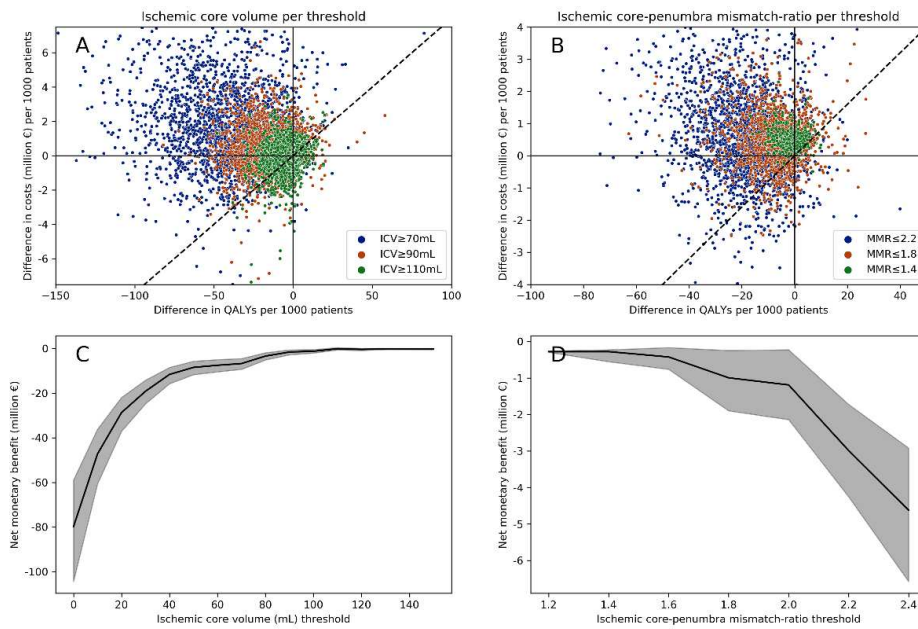 Ischemic core volume per threshold
A
Difference in costs (million €) per 1000 patients
6
4
2
0
−2
−4
−6
ICV≥70mL
ICV≥90mL
ICV≥110mL
−150 −100 −50 0 50 100
Difference in QALYs per 1000 patients
Ischemic core-penumbra mismatch-ratio per threshold
B
Difference in costs (million €) per 1000 patients
4
3
2
1
0
−1
−2
−3
−4
MMR≤2.2
MMR≤1.8
MMR≤1.4
−100 −80 −60 −40 −20 0 20 40
Difference in QALYs per 1000 patients
C
Net monetary benefit (million €)
0
-20
-40
-60
-80
-100
0 20 40 60 80 100 120 140
Ischemic core volume (mL) threshold
D
Net monetary benefit (million €)
0
-1
-2
-3
-4
-5
-6
1.2 1.4 1.6 1.8 2.0 2.2 2.4
Ischemic core-penumbra mismatch-ratio threshold